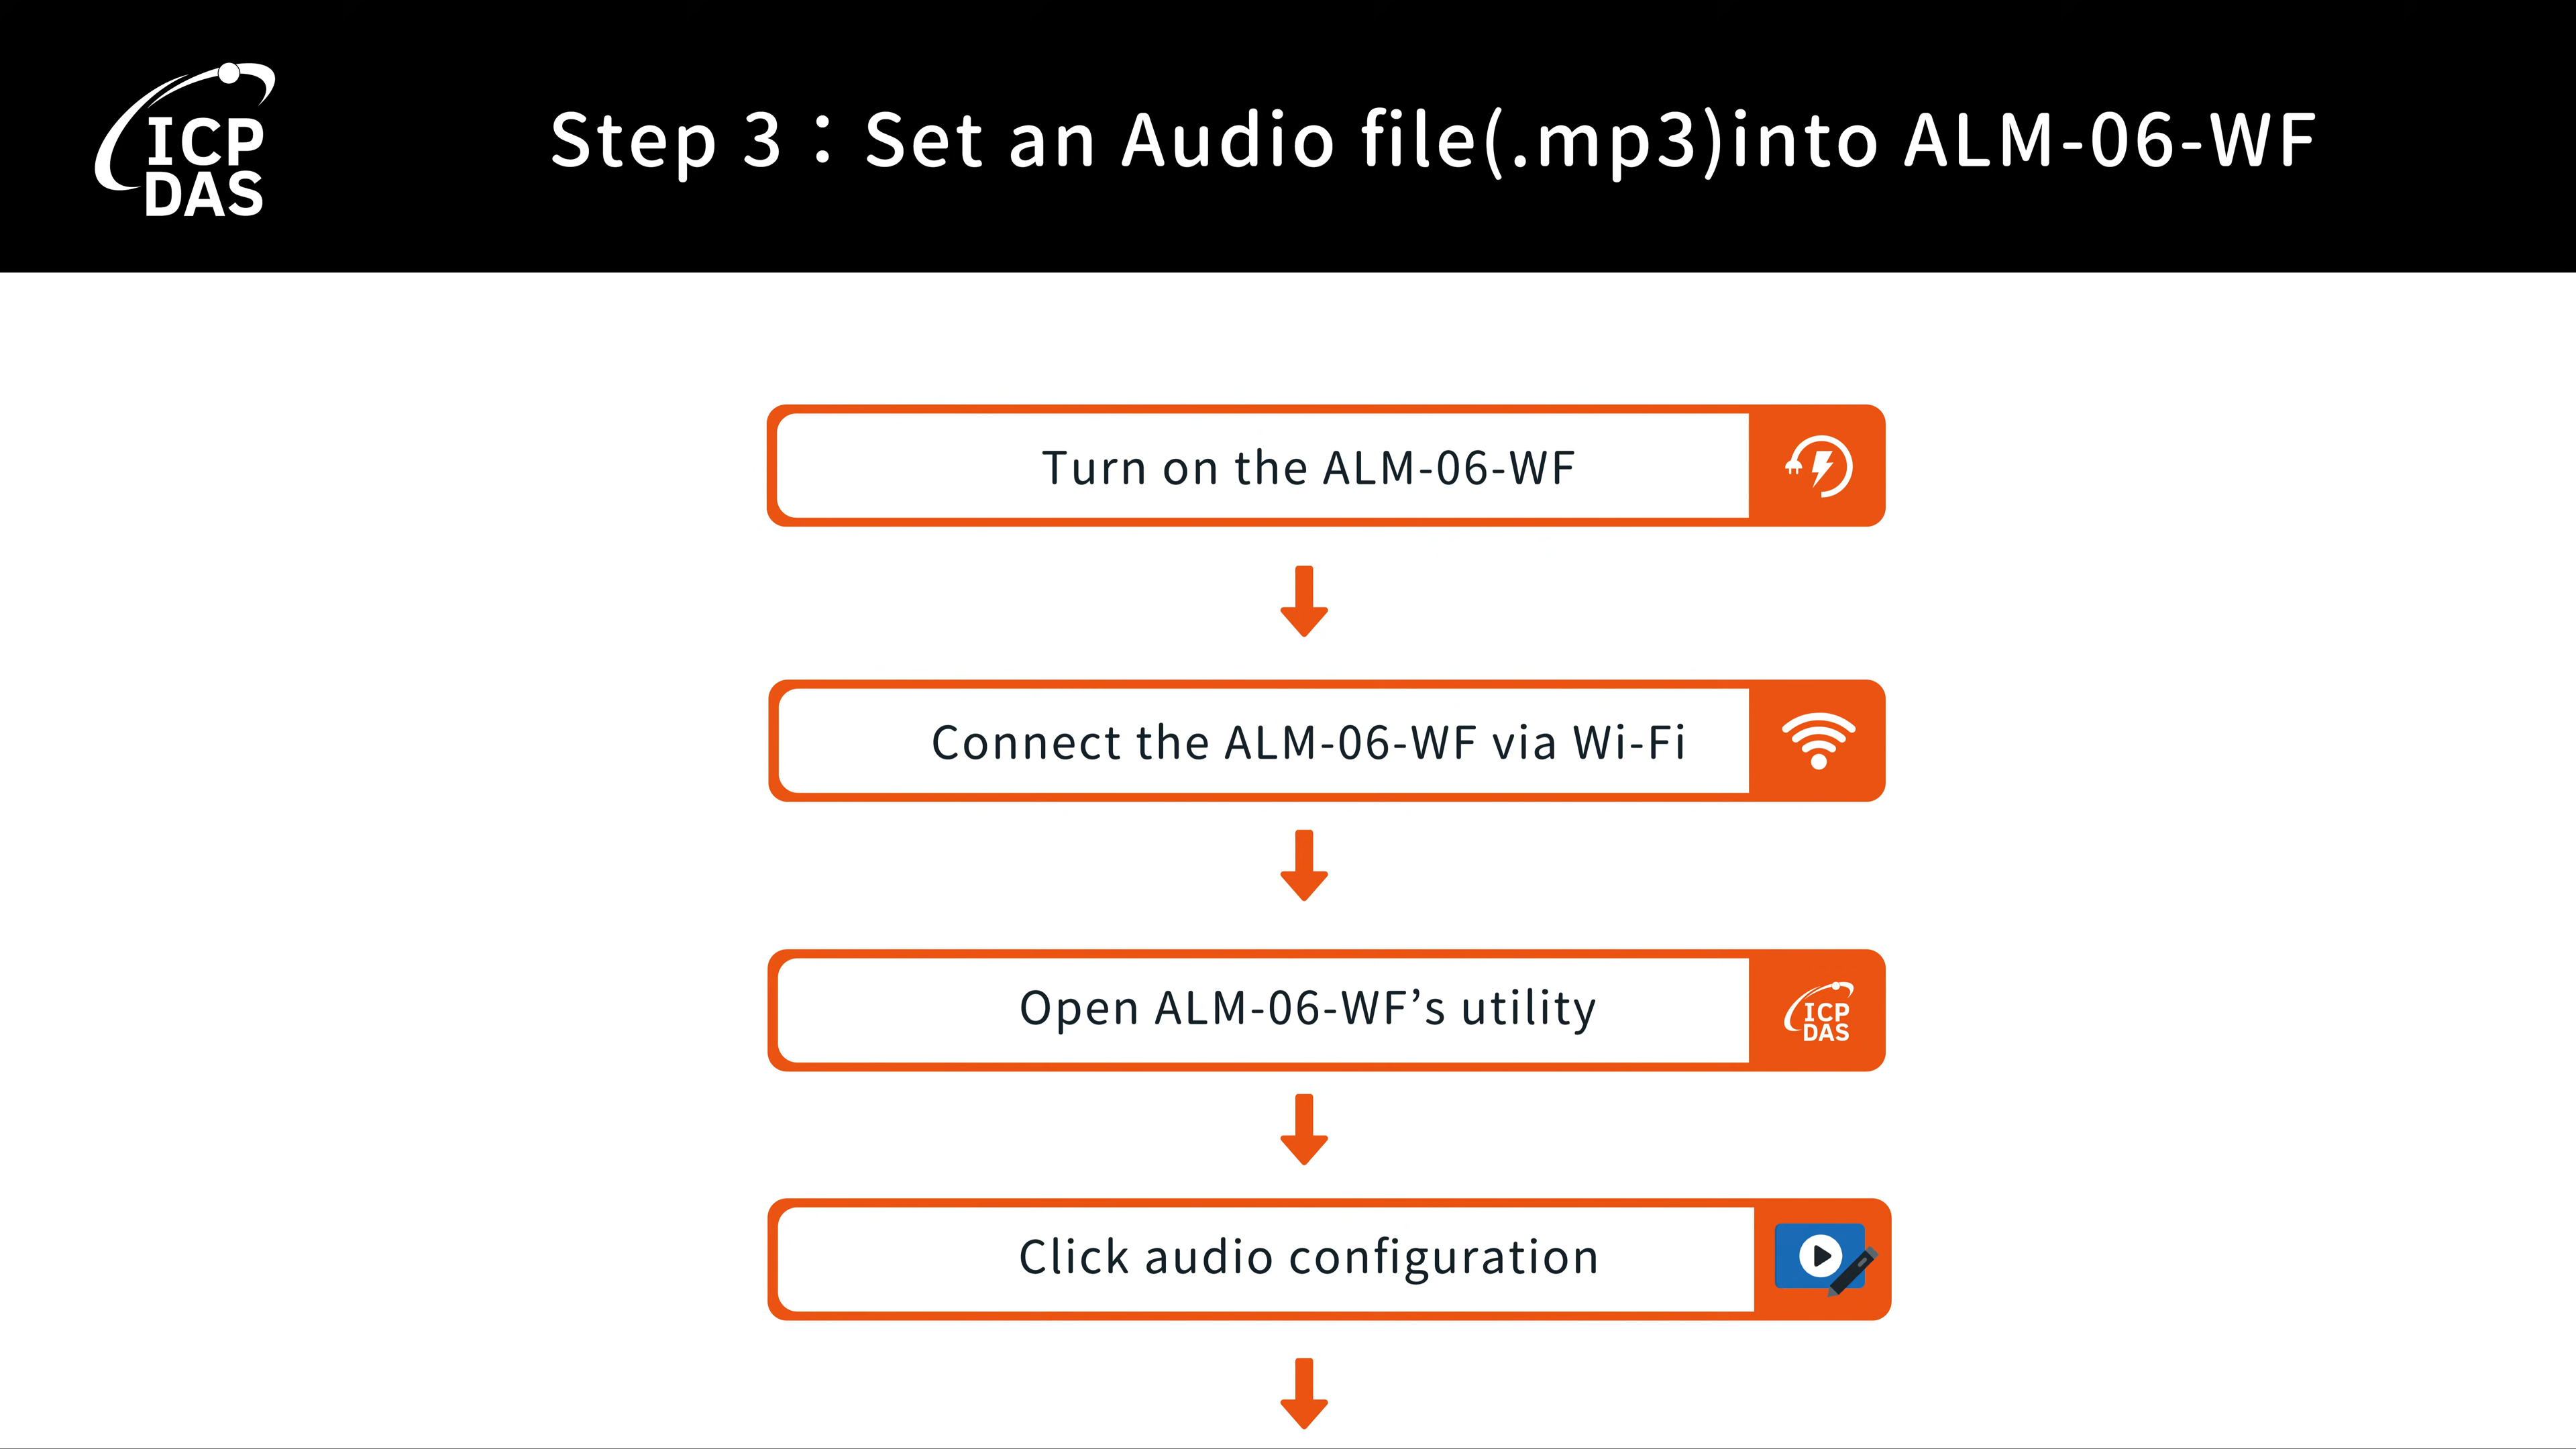 ICP
DAS
Step 3：Set an Audio file(.mp3)into ALM-06-WF
Turn on the ALM-06-WF
Connect the ALM-06-WF via Wi-Fi
Open ALM-06-WF’s utility
ICP
DAS
Click audio configuration